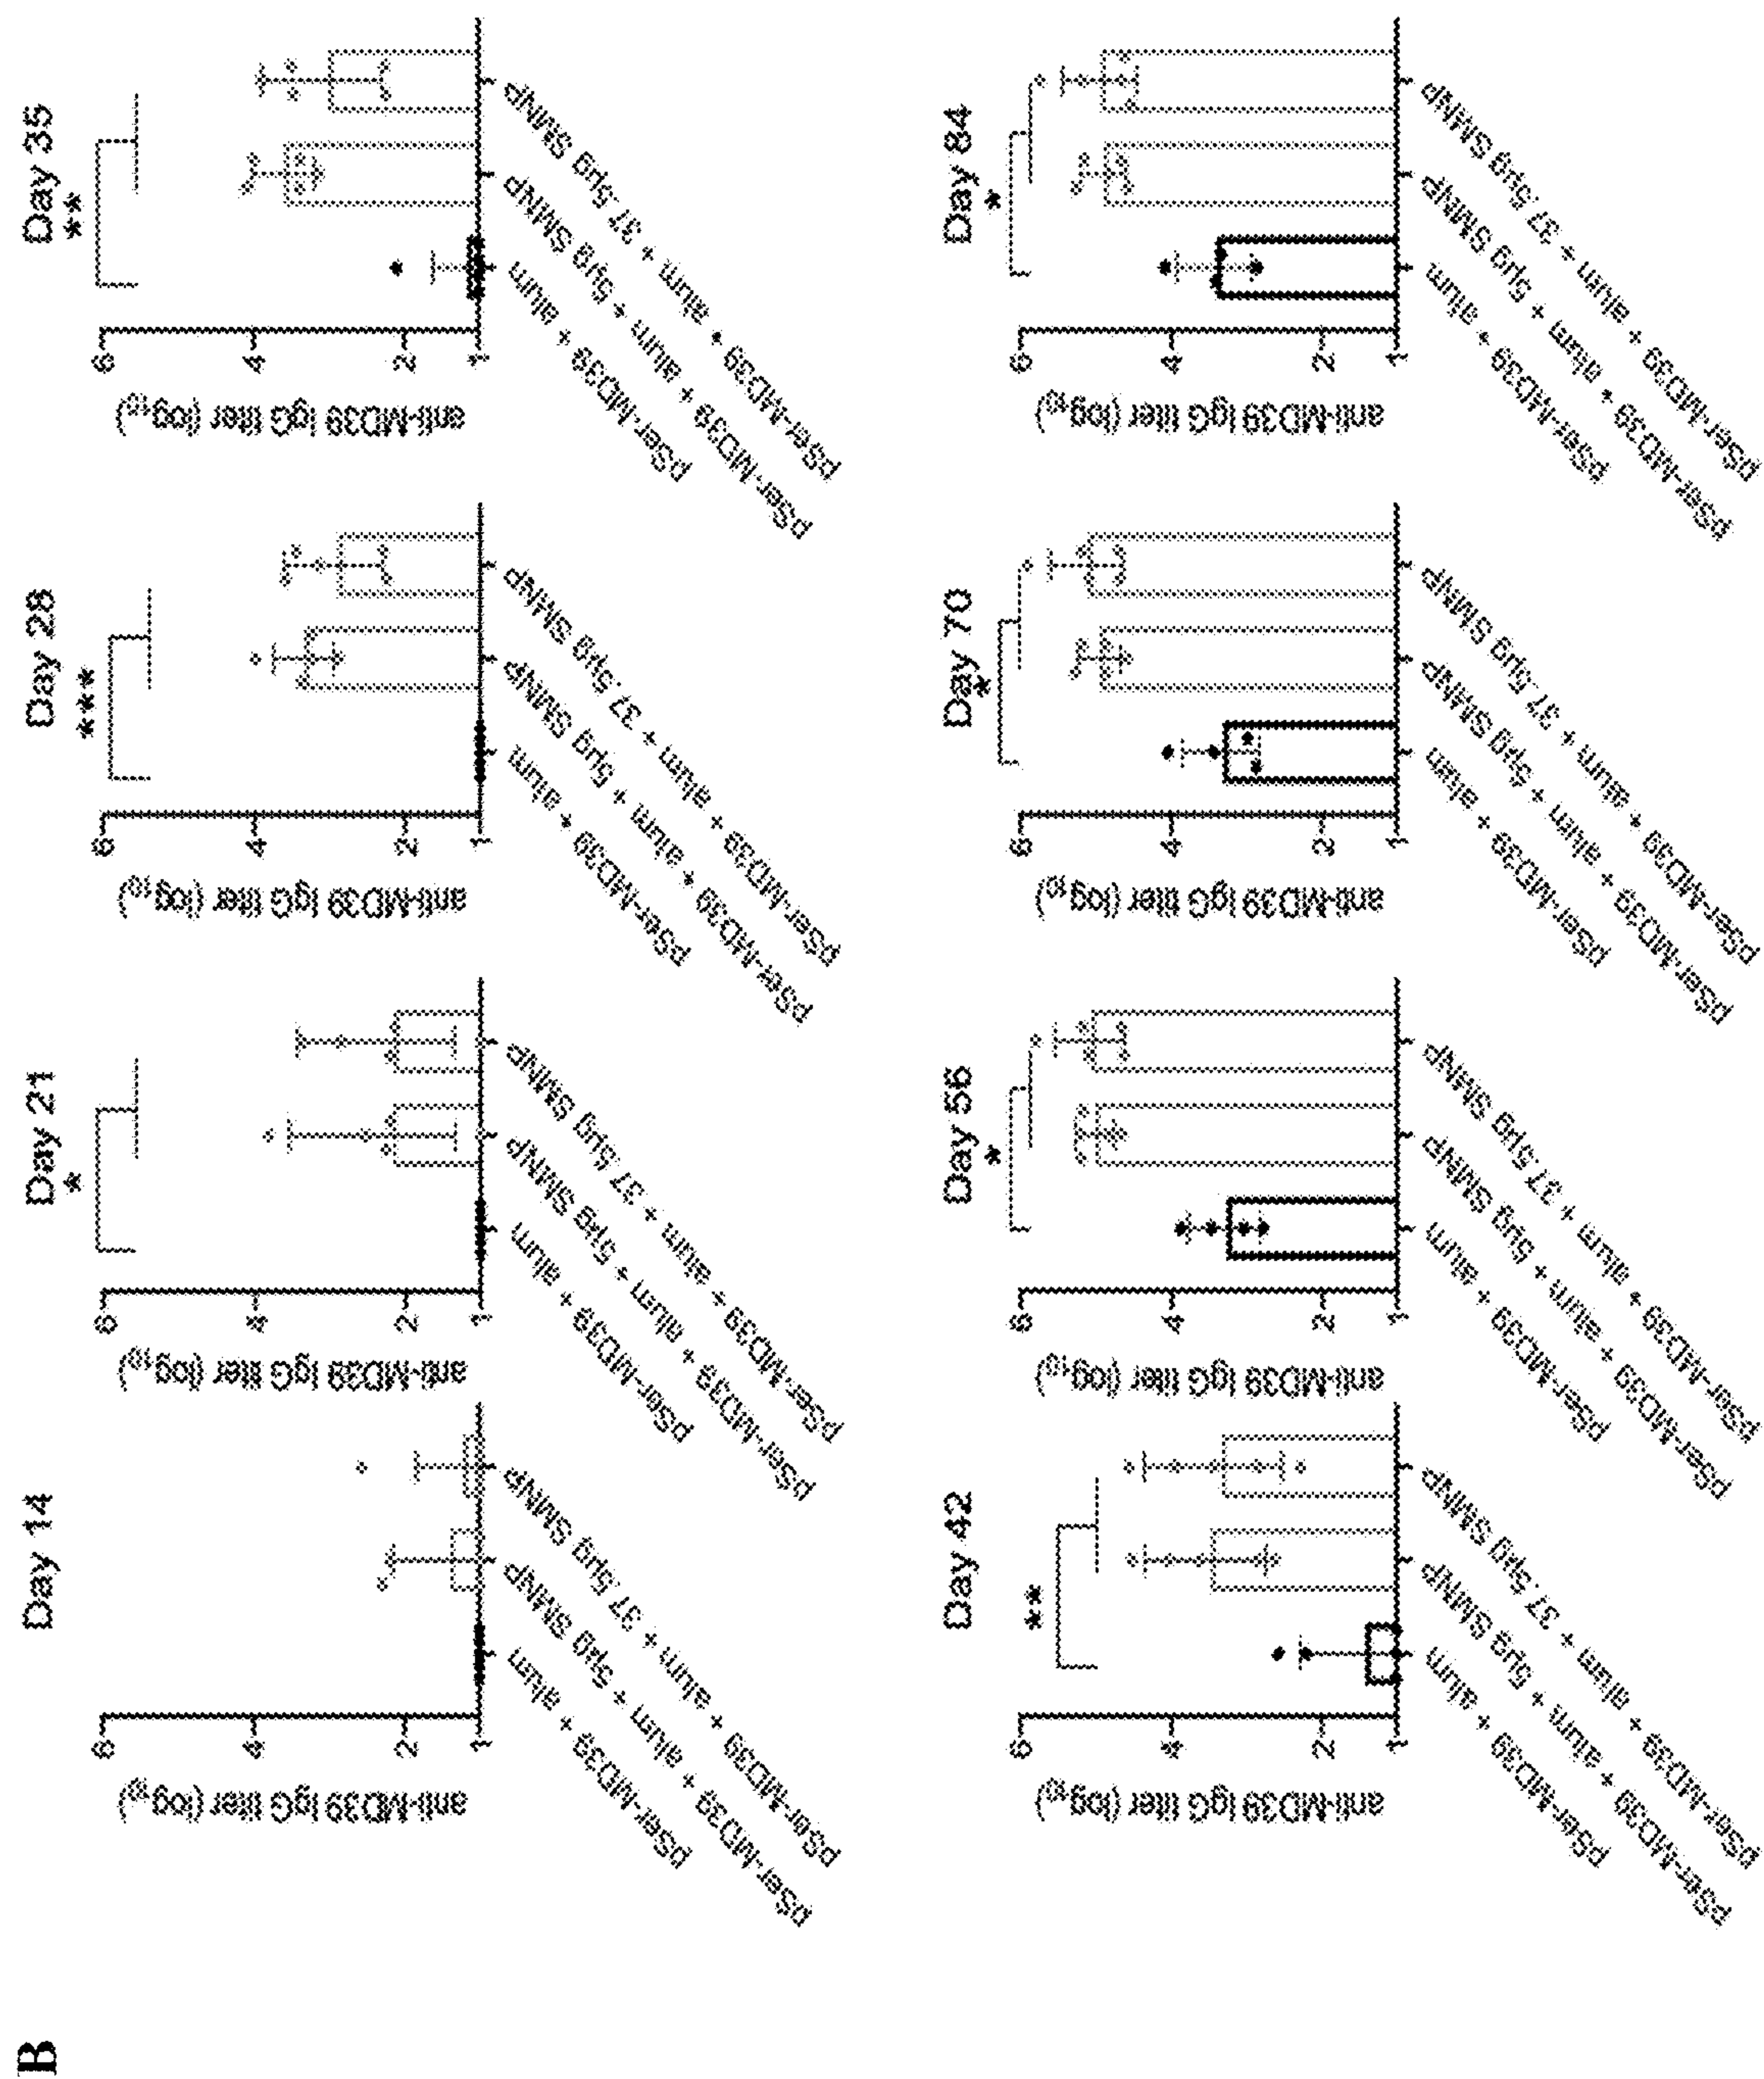 B
Day 14
anti-MD39 IgG titer (log10)
6
4
2
1
pSer-MD39 + alum
pSer-MD39 + alum + 5µg SMNP
pSer-MD39 + alum + 37.5µg SMNP
Day 21
*
anti-MD39 IgG titer (log10)
6
4
2
1
pSer-MD39 + alum
pSer-MD39 + alum + 5µg SMNP
pSer-MD39 + alum + 37.5µg SMNP
Day 28
***
anti-MD39 IgG titer (log10)
6
4
2
1
pSer-MD39 + alum
pSer-MD39 + alum + 5µg SMNP
pSer-MD39 + alum + 37.5µg SMNP
Day 35
**
anti-MD39 IgG titer (log10)
6
4
2
1
pSer-MD39 + alum
pSer-MD39 + alum + 5µg SMNP
pSer-MD39 + alum + 37.5µg SMNP
Day 42
**
anti-MD39 IgG titer (log10)
6
4
2
1
pSer-MD39 + alum
pSer-MD39 + alum + 5µg SMNP
pSer-MD39 + alum + 37.5µg SMNP
Day 56
*
anti-MD39 IgG titer (log10)
6
4
2
1
pSer-MD39 + alum
pSer-MD39 + alum + 5µg SMNP
pSer-MD39 + alum + 37.5µg SMNP
Day 70
*
anti-MD39 IgG titer (log10)
6
4
2
1
pSer-MD39 + alum
pSer-MD39 + alum + 5µg SMNP
pSer-MD39 + alum + 37.5µg SMNP
Day 84
*
anti-MD39 IgG titer (log10)
6
4
2
1
pSer-MD39 + alum
pSer-MD39 + alum + 5µg SMNP
pSer-MD39 + alum + 37.5µg SMNP